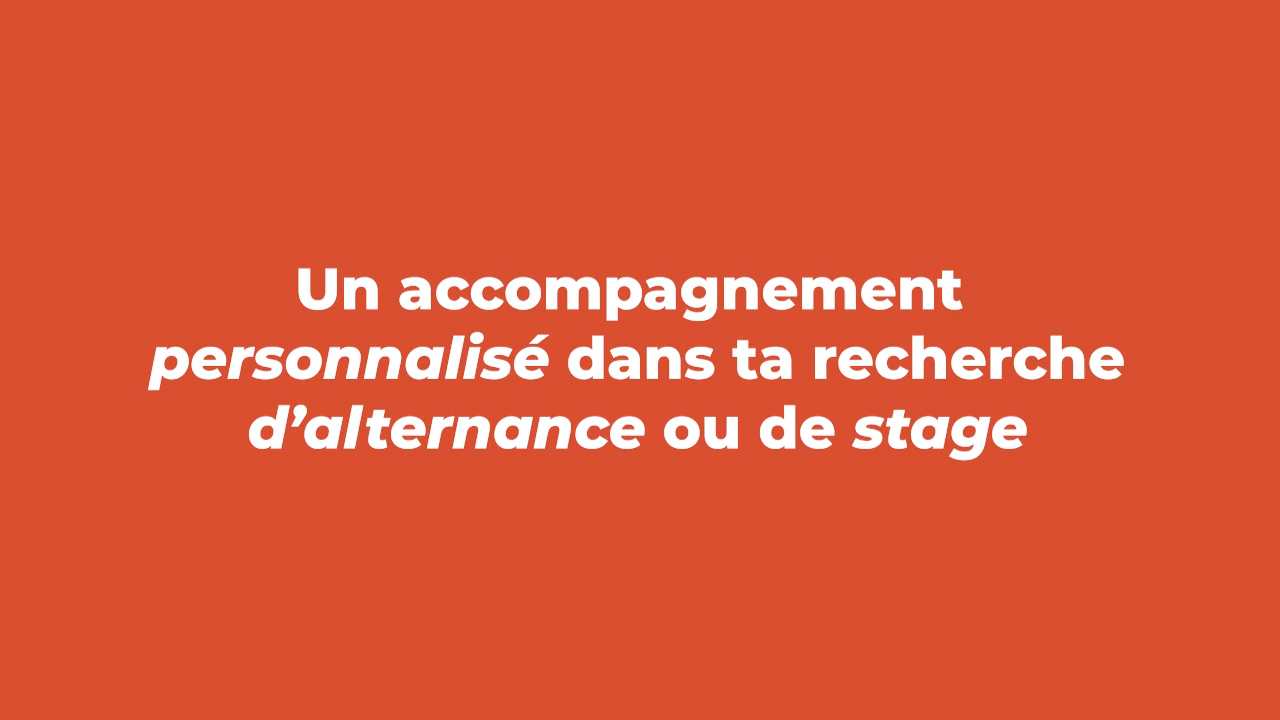 Un accompagnement
personnalisé dans ta recherche
d’alternance ou de stage